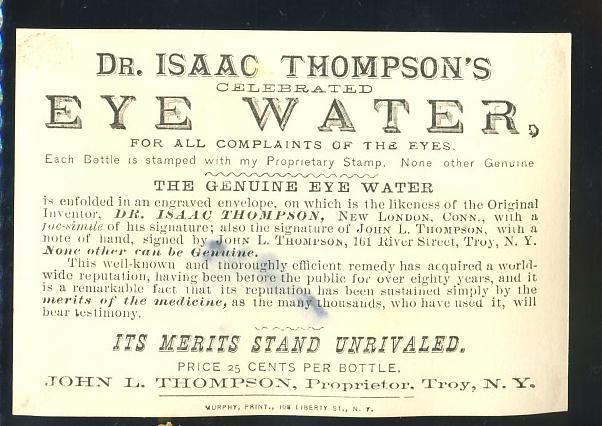 DR. ISAAC THOMPSON'S
CELEBRATED
EYE WATER,
FOR ALL COMPLAINTS OF THE EYES.
Each Bottle is stamped with my Proprietary Stamp. None other Genuine
THE GENUINE EYE WATER
is enfolded in an engraved envelope, on which is the likeness of the Original
Inventor, DR. ISAAC THOMPSON, NEW LONDON, CONN., with a
fac-simile of his signature; also the signature of JOHN L. THOMPSON, with a
note of hand, signed by JOHN L. THOMPSON, 161 River Street, Troy, N. Y.
None other can be Genuine.
This well-known and thoroughly efficient remedy has acquired a world-
wide reputation, having been before the public for over eighty years, and it
is a remarkable fact that its reputation has been sustained simply by the
merits of the medicine, as the many thousands, who have used it, will
bear testimony.
ITS MERITS STAND UNRIVALED.
PRICE 25 CENTS PER BOTTLE.
JOHN L. THOMPSON, Proprietor, Troy, N. Y.
MURPHY, PRINT., LIBERTY ST., N. Y.